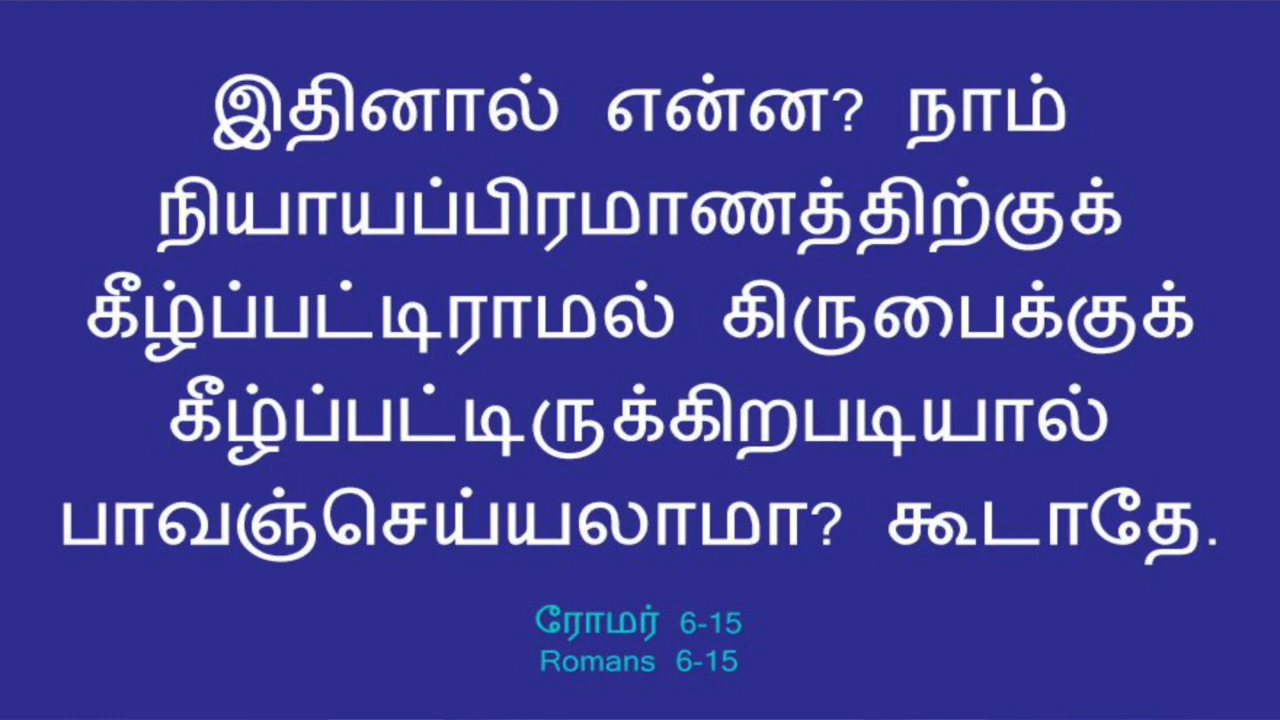 இதினால் என்ன? நாம்
நியாயப்பிரமாணத்திற்குக்
கீழ்ப்பட்டிராமல் கிருபைக்குக்
கீழ்ப்பட்டிருக்கிறபடியால்
பாவஞ்செய்யலாமா? கூடாதே.
ரோமர் 6-15
Romans 6-15